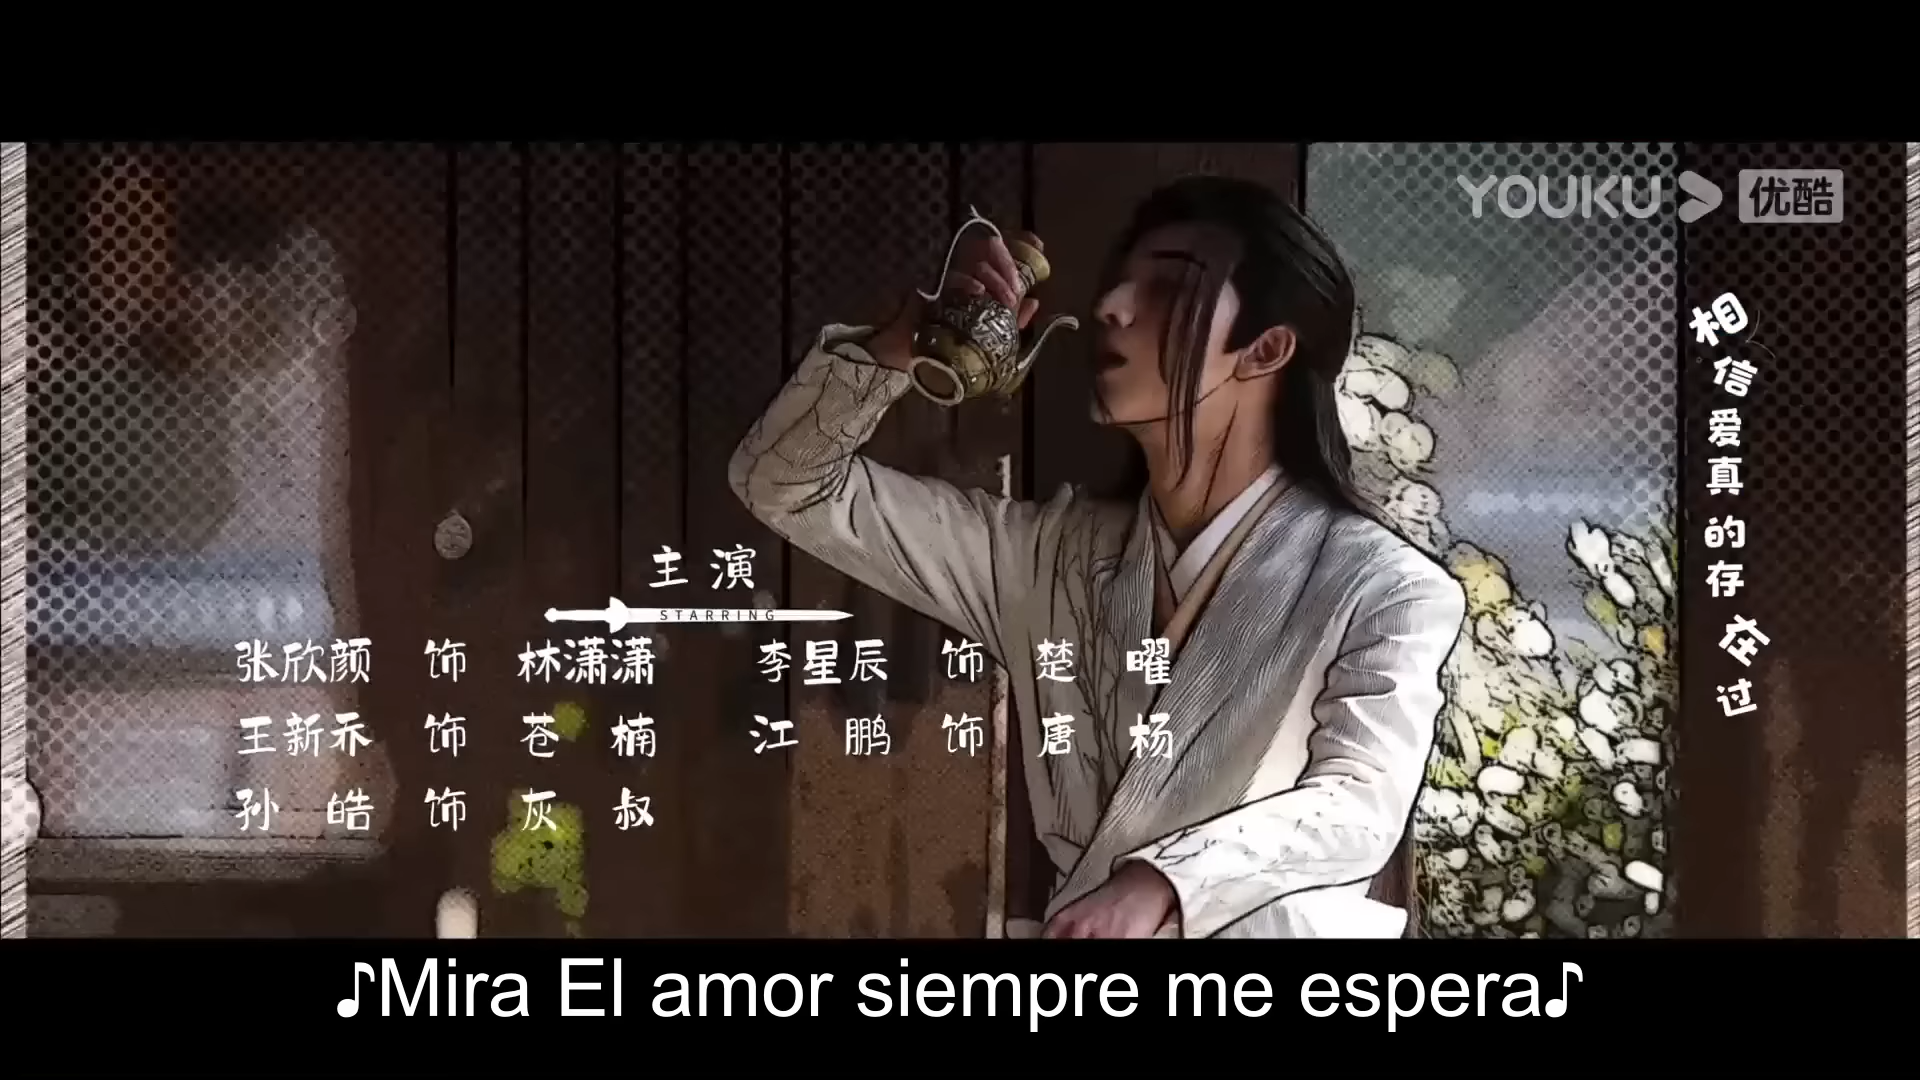 YOUKU 优酷
相信爱真的存在过
主演
STARRING
张欣颜 饰 林潇潇 李星辰 饰 楚曜
王新乔 饰 苍楠 江鹏 饰 唐杨
孙皓 饰 灰叔
♪Mira El amor siempre me espera♪